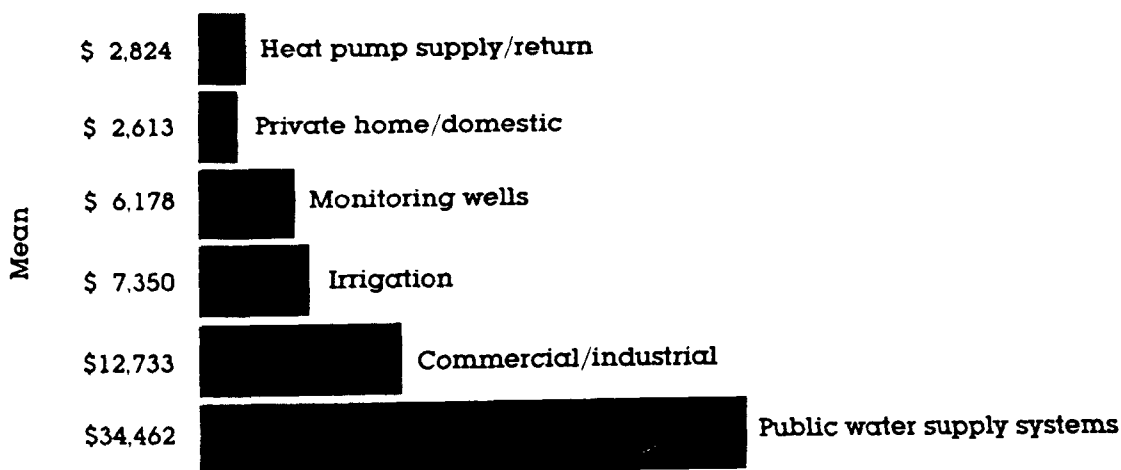 Mean
$ 2,824 Heat pump supply/return
$ 2,613 Private home/domestic
$ 6,178 Monitoring wells
$ 7,350 Irrigation
$12,733 Commercial/industrial
$34,462 Public water supply systems